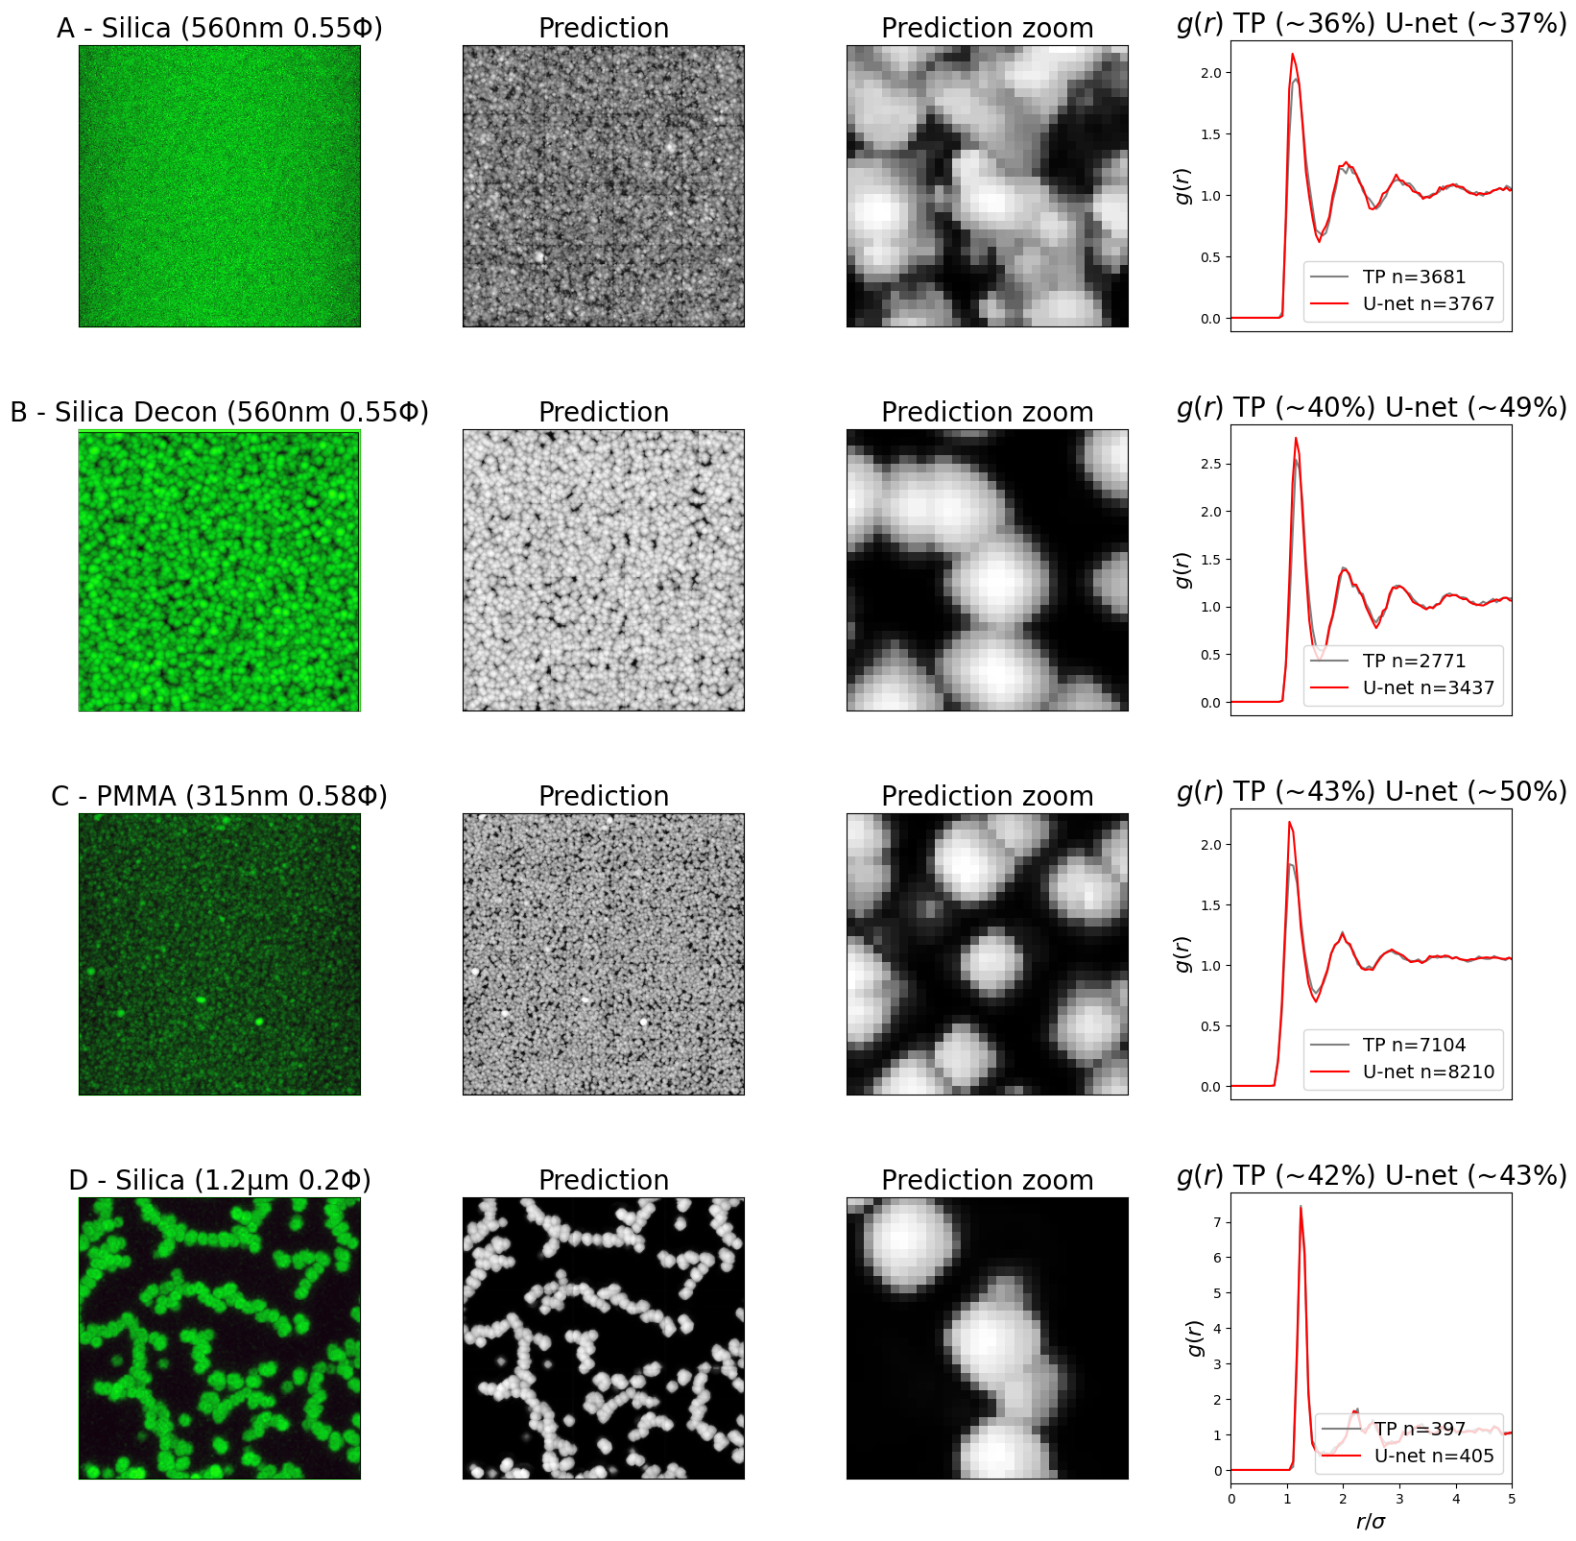 A - Silica (560nm 0.55Φ)
Prediction
Prediction zoom
g(r) TP (~36%) U-net (~37%)
2.0
1.5
1.0
0.5
0.0
g(r)
TP n=3681
U-net n=3767
B - Silica Decon (560nm 0.55Φ)
Prediction
Prediction zoom
g(r) TP (~40%) U-net (~49%)
2.5
2.0
1.5
1.0
0.5
0.0
g(r)
TP n=2771
U-net n=3437
C - PMMA (315nm 0.58Φ)
Prediction
Prediction zoom
g(r) TP (~43%) U-net (~50%)
2.0
1.5
1.0
0.5
0.0
g(r)
TP n=7104
U-net n=8210
D - Silica (1.2μm 0.2Φ)
Prediction
Prediction zoom
g(r) TP (~42%) U-net (~43%)
7
6
5
4
3
2
1
0
g(r)
TP n=397
U-net n=405
0 1 2 3 4 5
r/σ